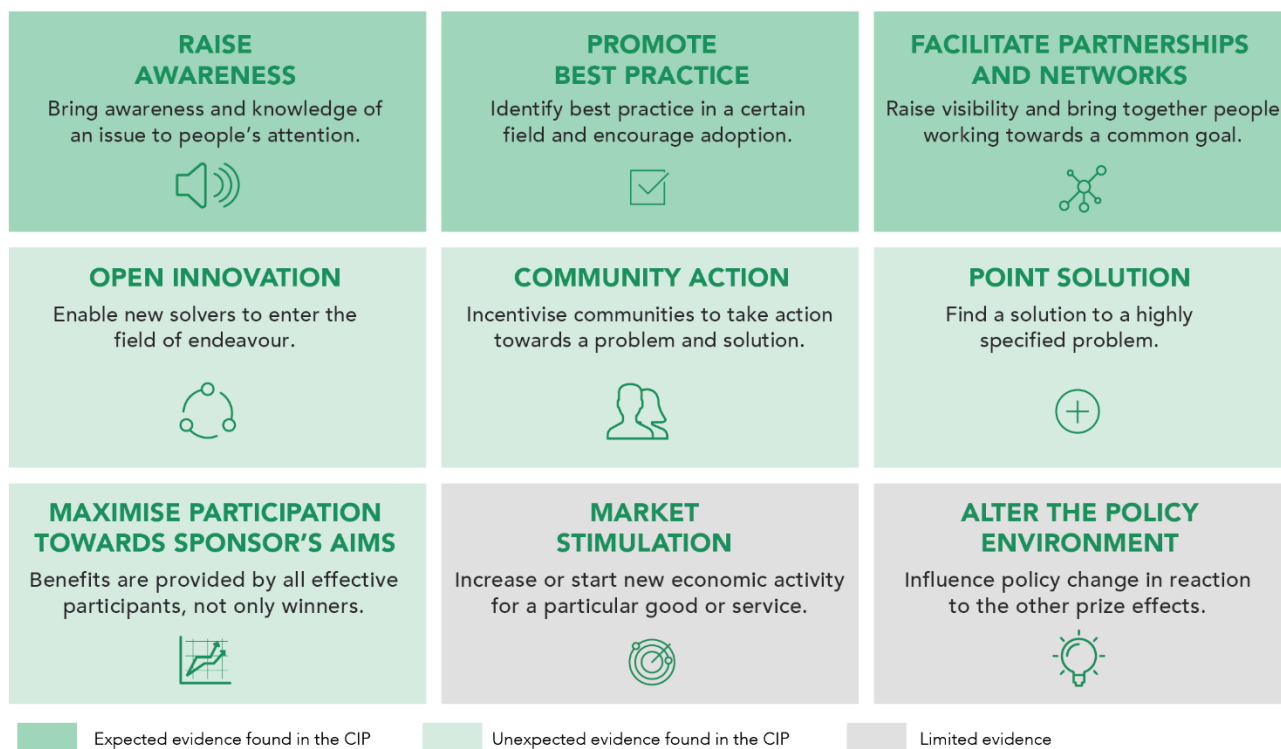 RAISE
AWARENESS
Bring awareness and knowledge of
an issue to people's attention.
PROMOTE
BEST PRACTICE
Identify best practice in a certain
field and encourage adoption.
FACILITATE PARTNERSHIPS
AND NETWORKS
Raise visibility and bring together people
working towards a common goal.
OPEN INNOVATION
Enable new solvers to enter the
field of endeavour.
COMMUNITY ACTION
Incentivise communities to take action
towards a problem and solution.
POINT SOLUTION
Find a solution to a highly
specified problem.
MAXIMISE PARTICIPATION
TOWARDS SPONSOR'S AIMS
Benefits are provided by all effective
participants, not only winners.
MARKET
STIMULATION
Increase or start new economic activity
for a particular good or service.
ALTER THE POLICY
ENVIRONMENT
Influence policy change in reaction
to the other prize effects.
Expected evidence found in the CIP
Unexpected evidence found in the CIP
Limited evidence